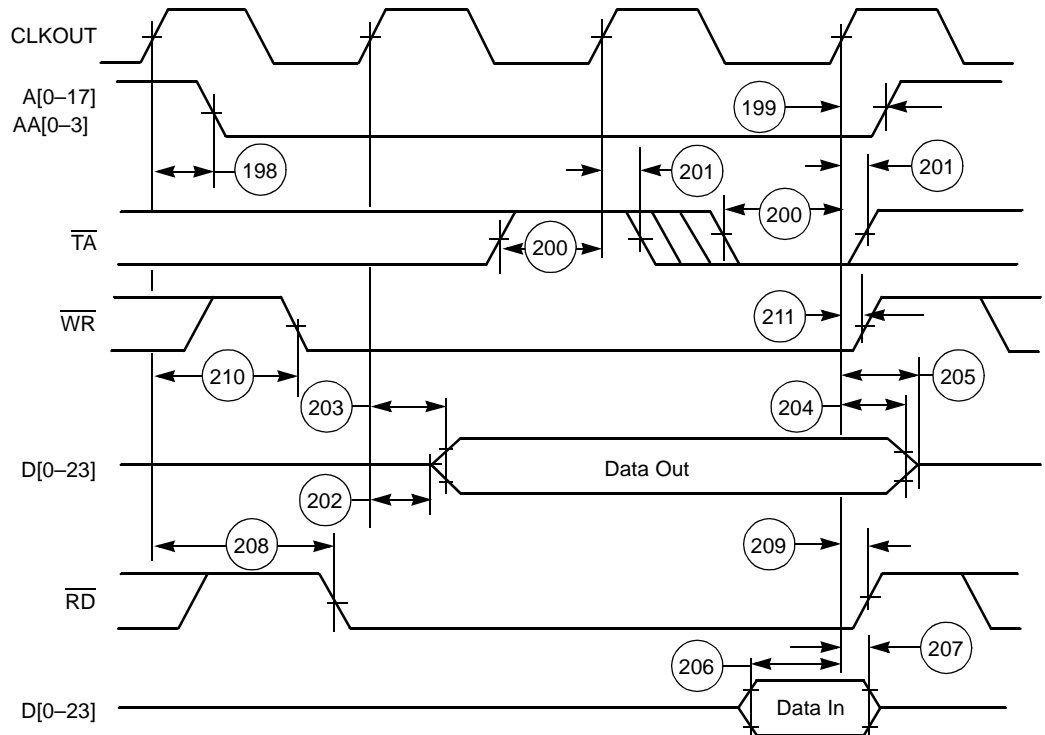 CLKOUT
A[0–17]
AA[0–3]
199
198
201
201
TA
200
200
WR
211
210
205
203
204
D[0–23]
Data Out
202
208
209
RD
206
207
D[0–23]
Data In